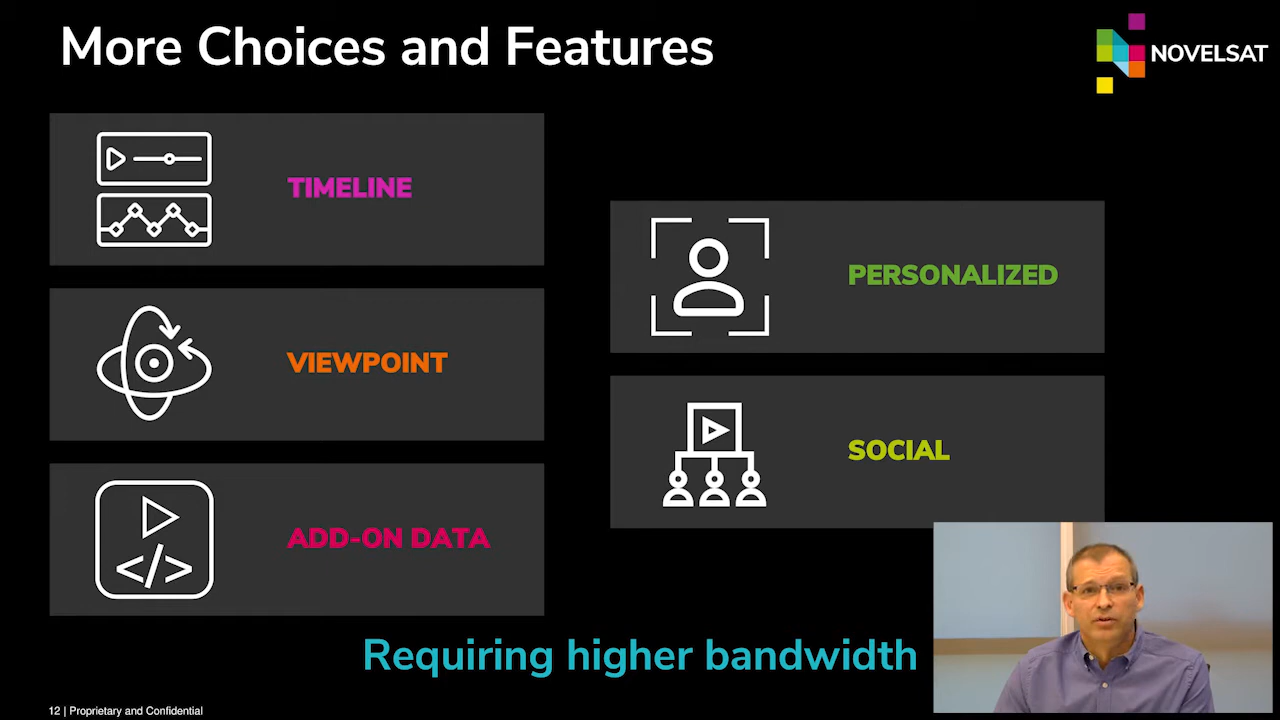 More Choices and Features
NOVELSAT
TIMELINE
VIEWPOINT
ADD-ON DATA
PERSONALIZED
SOCIAL
Requiring higher bandwidth
12 | Proprietary and Confidential